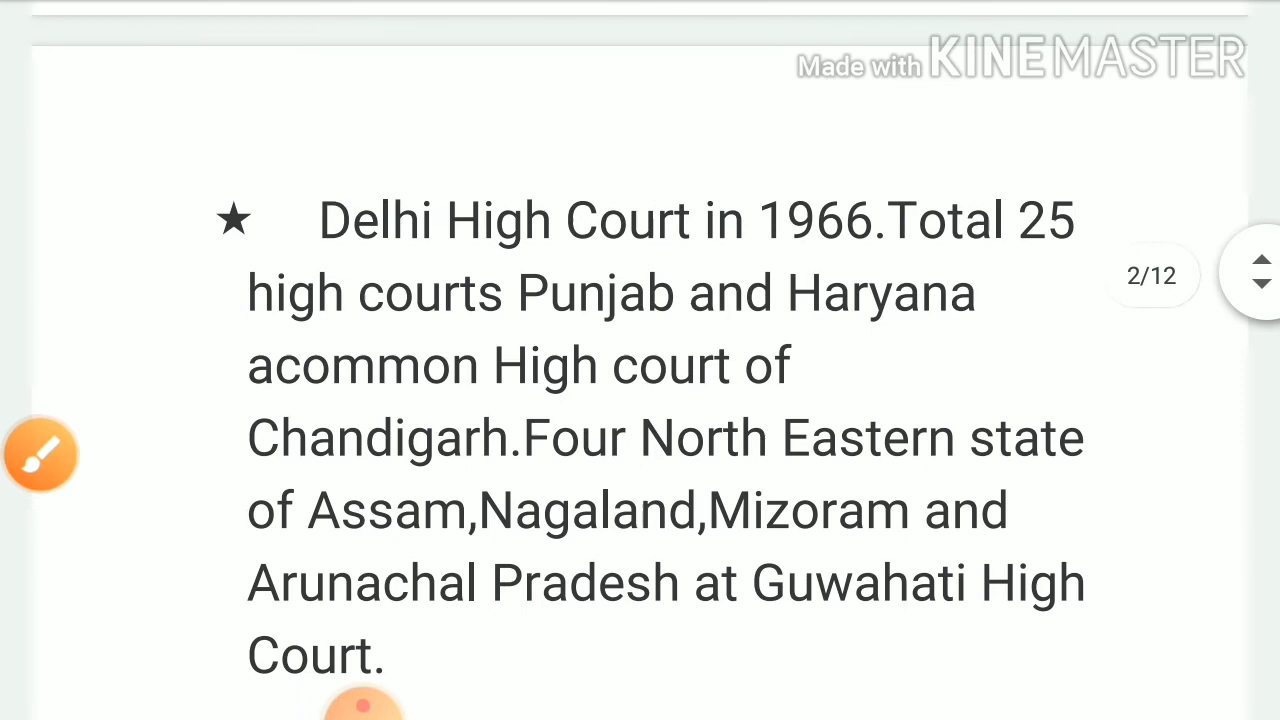 Made with KINEMASTER
★ Delhi High Court in 1966.Total 25
high courts Punjab and Haryana
acommon High court of
Chandigarh.Four North Eastern state
of Assam,Nagaland,Mizoram and
Arunachal Pradesh at Guwahati High
Court.
2/12